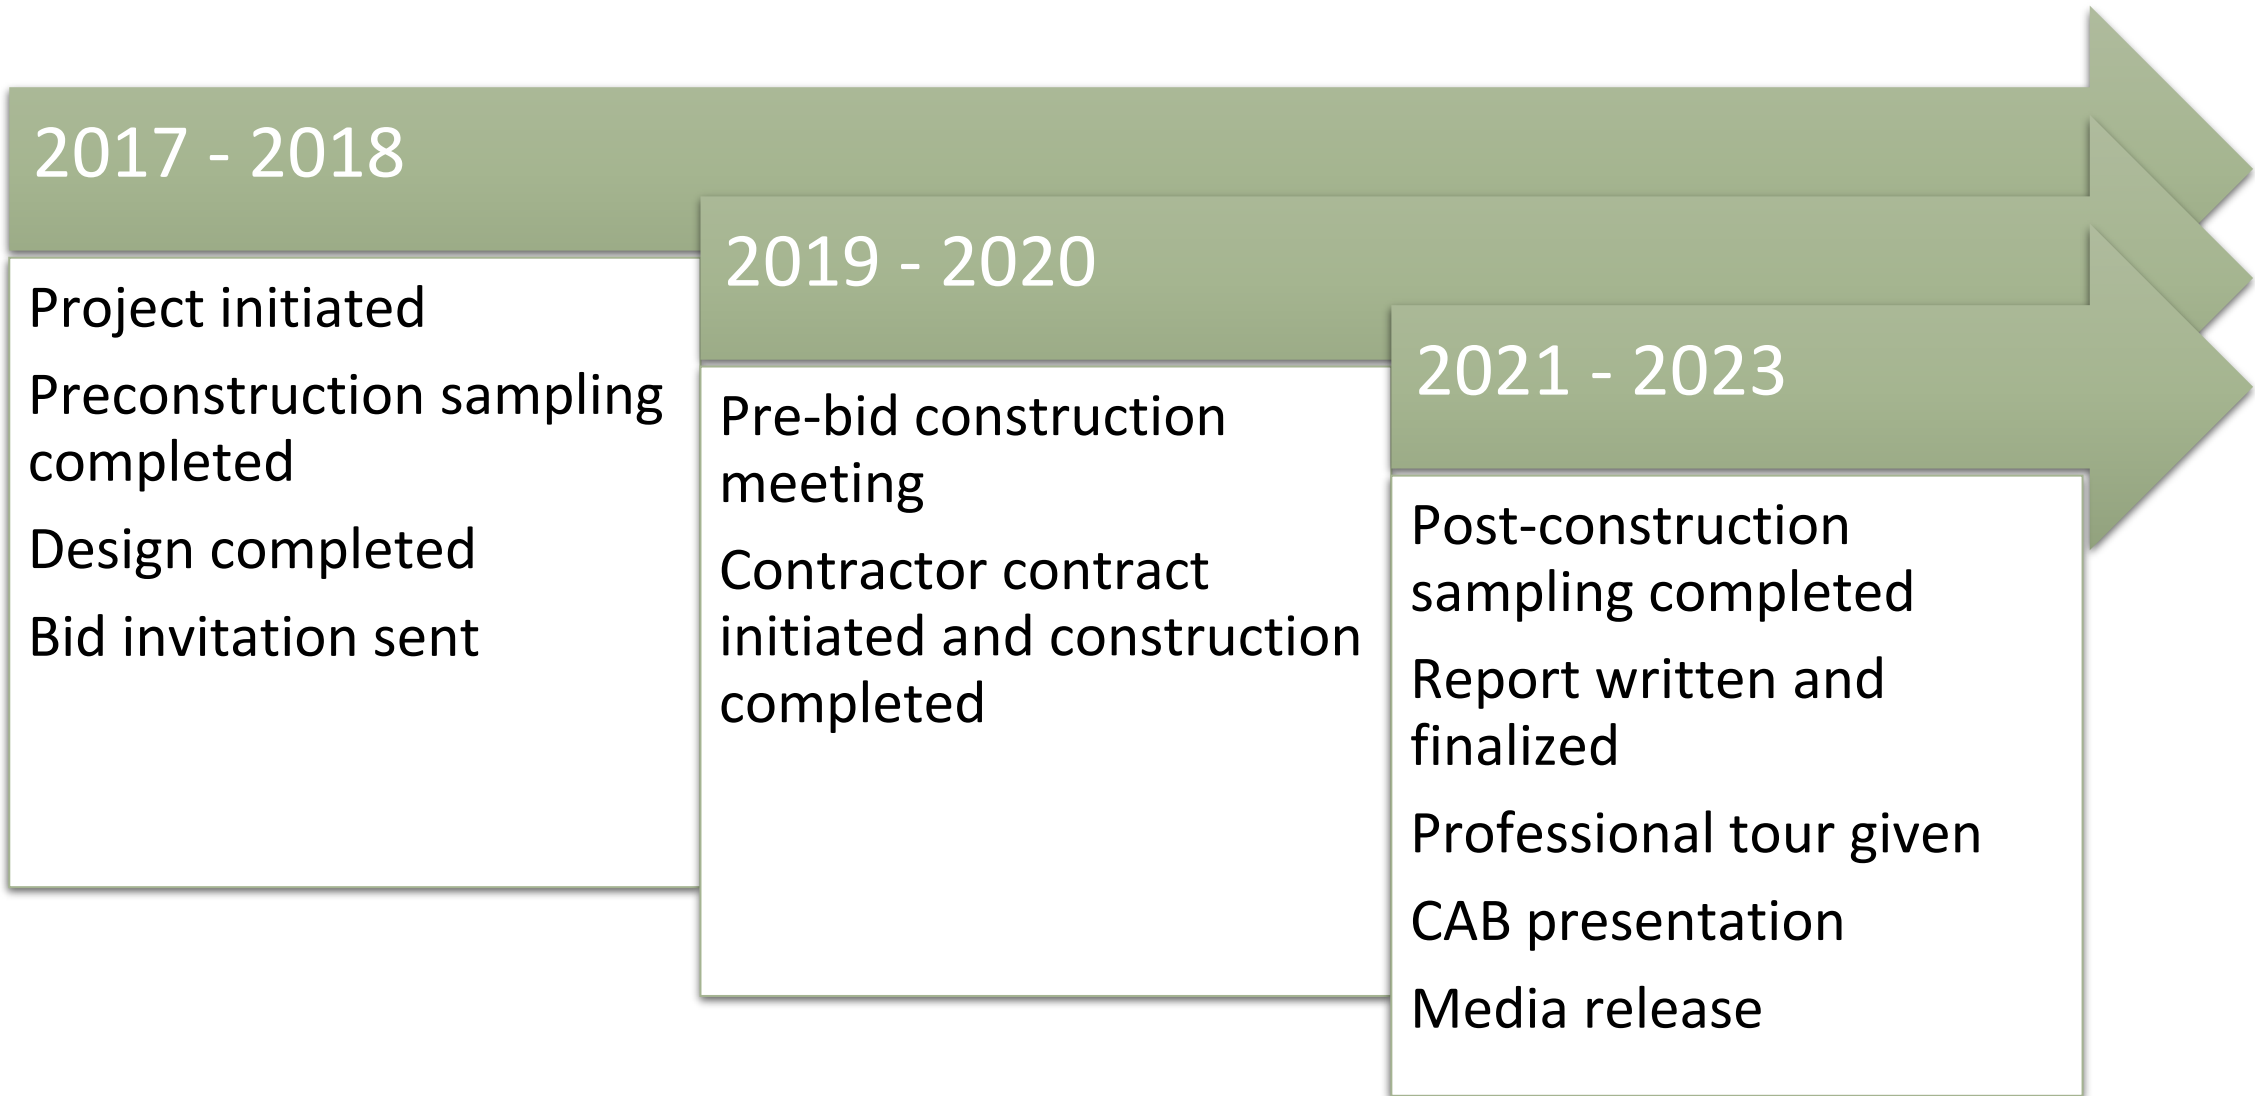 2017 - 2018
Project initiated
Preconstruction sampling
completed
Design completed
Bid invitation sent
2019 - 2020
Pre-bid construction
meeting
Contractor contract
initiated and construction
completed
2021 - 2023
Post-construction
sampling completed
Report written and
finalized
Professional tour given
CAB presentation
Media release